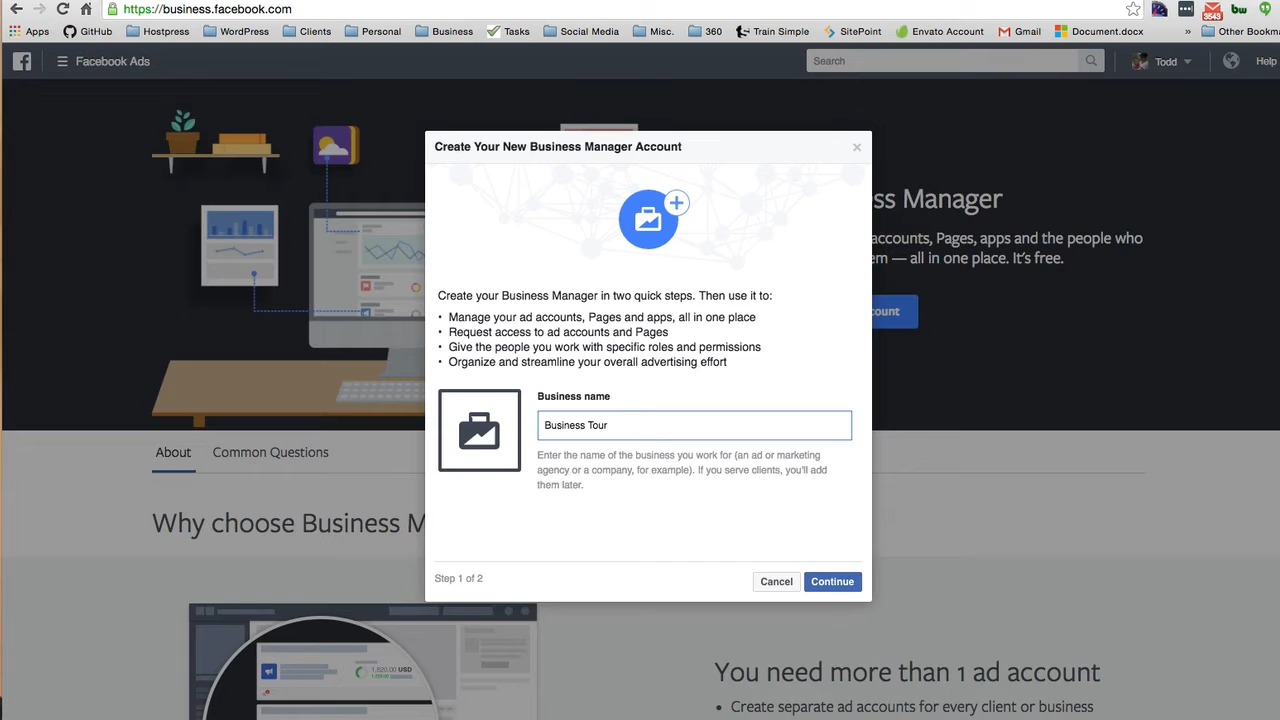 https://business.facebook.com
Apps GitHub Hostpress WordPress Clients Personal Business Tasks Social Media Misc. 360 Train Simple SitePoint Envato Account Gmail Document.docx » Other Bookma
3543
bw
Facebook Ads
Search
Todd
Help
Create Your New Business Manager Account
ss Manager
accounts, Pages, apps and the people who
em — all in one place. It's free.
count
Create your Business Manager in two quick steps. Then use it to:
• Manage your ad accounts, Pages and apps, all in one place
• Request access to ad accounts and Pages
• Give the people you work with specific roles and permissions
• Organize and streamline your overall advertising effort
Business name
Business Tour
Enter the name of the business you work for (an ad or marketing
agency or a company, for example). If you serve clients, you'll add
them later.
Step 1 of 2
Cancel
Continue
About
Common Questions
Why choose Business M
1,820.00 USD
You need more than 1 ad account
• Create separate ad accounts for every client or business